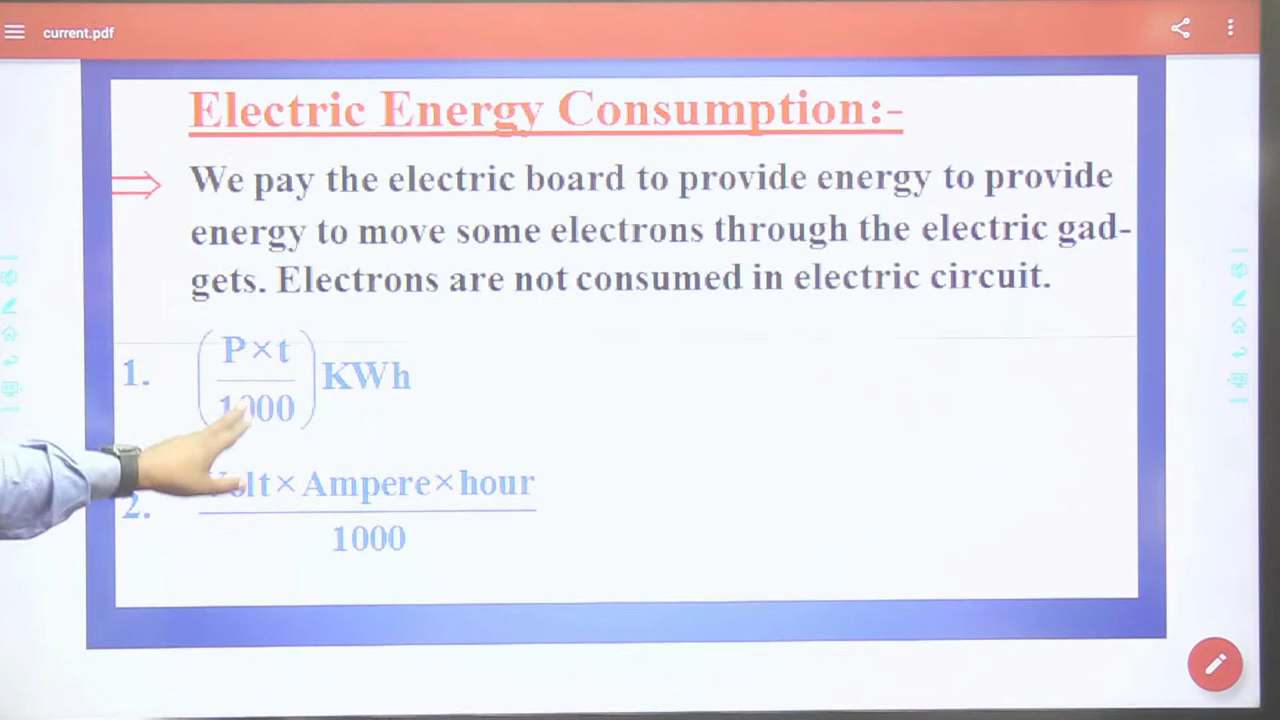 current.pdf
Electric Energy Consumption:-
We pay the electric board to provide energy to provide
energy to move some electrons through the electric gad-
gets. Electrons are not consumed in electric circuit.
1. (P×t/1000) KWh
2. Volt×Ampere×hour
1000